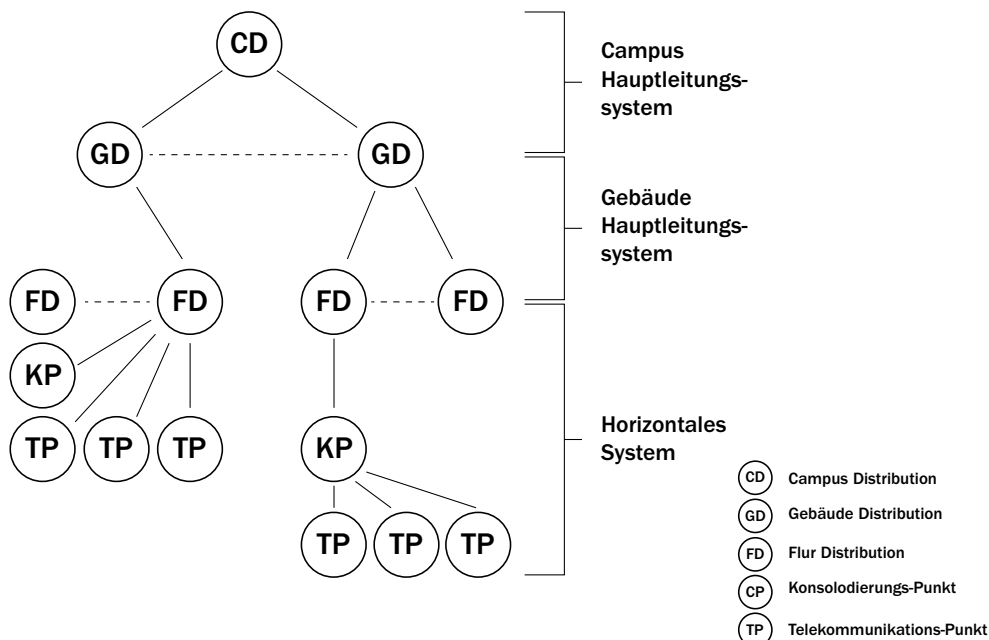 CD
Campus
Hauptleitungs-
system
GD
GD
Gebäude
Hauptleitungs-
system
FD
FD
FD
FD
KP
TP
TP
TP
KP
Horizontales
System
TP
TP
TP
CD Campus Distribution
GD Gebäude Distribution
FD Flur Distribution
CP Konsolodierungs-Punkt
TP Telekommunikations-Punkt